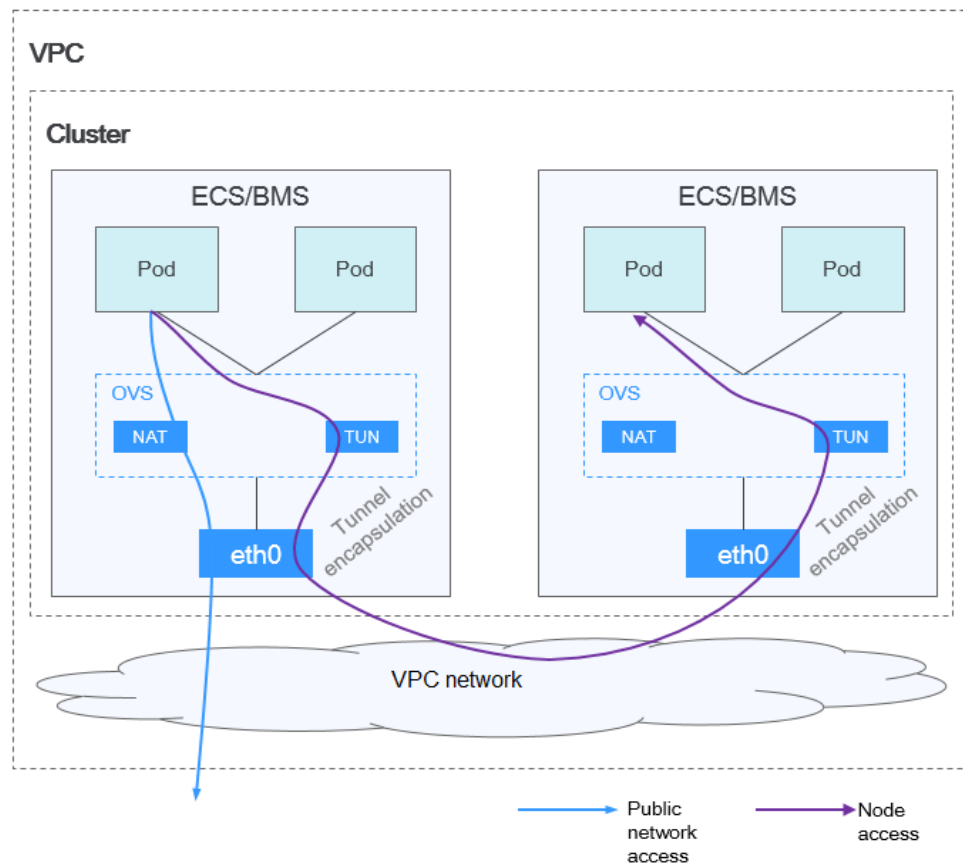 VPC
Cluster
ECS/BMS
ECS/BMS
Pod
Pod
Pod
Pod
OVS
OVS
NAT
TUN
NAT
TUN
Tunnel
encapsulation
Tunnel
encapsulation
eth0
eth0
VPC network
Public
network
access
Node
access